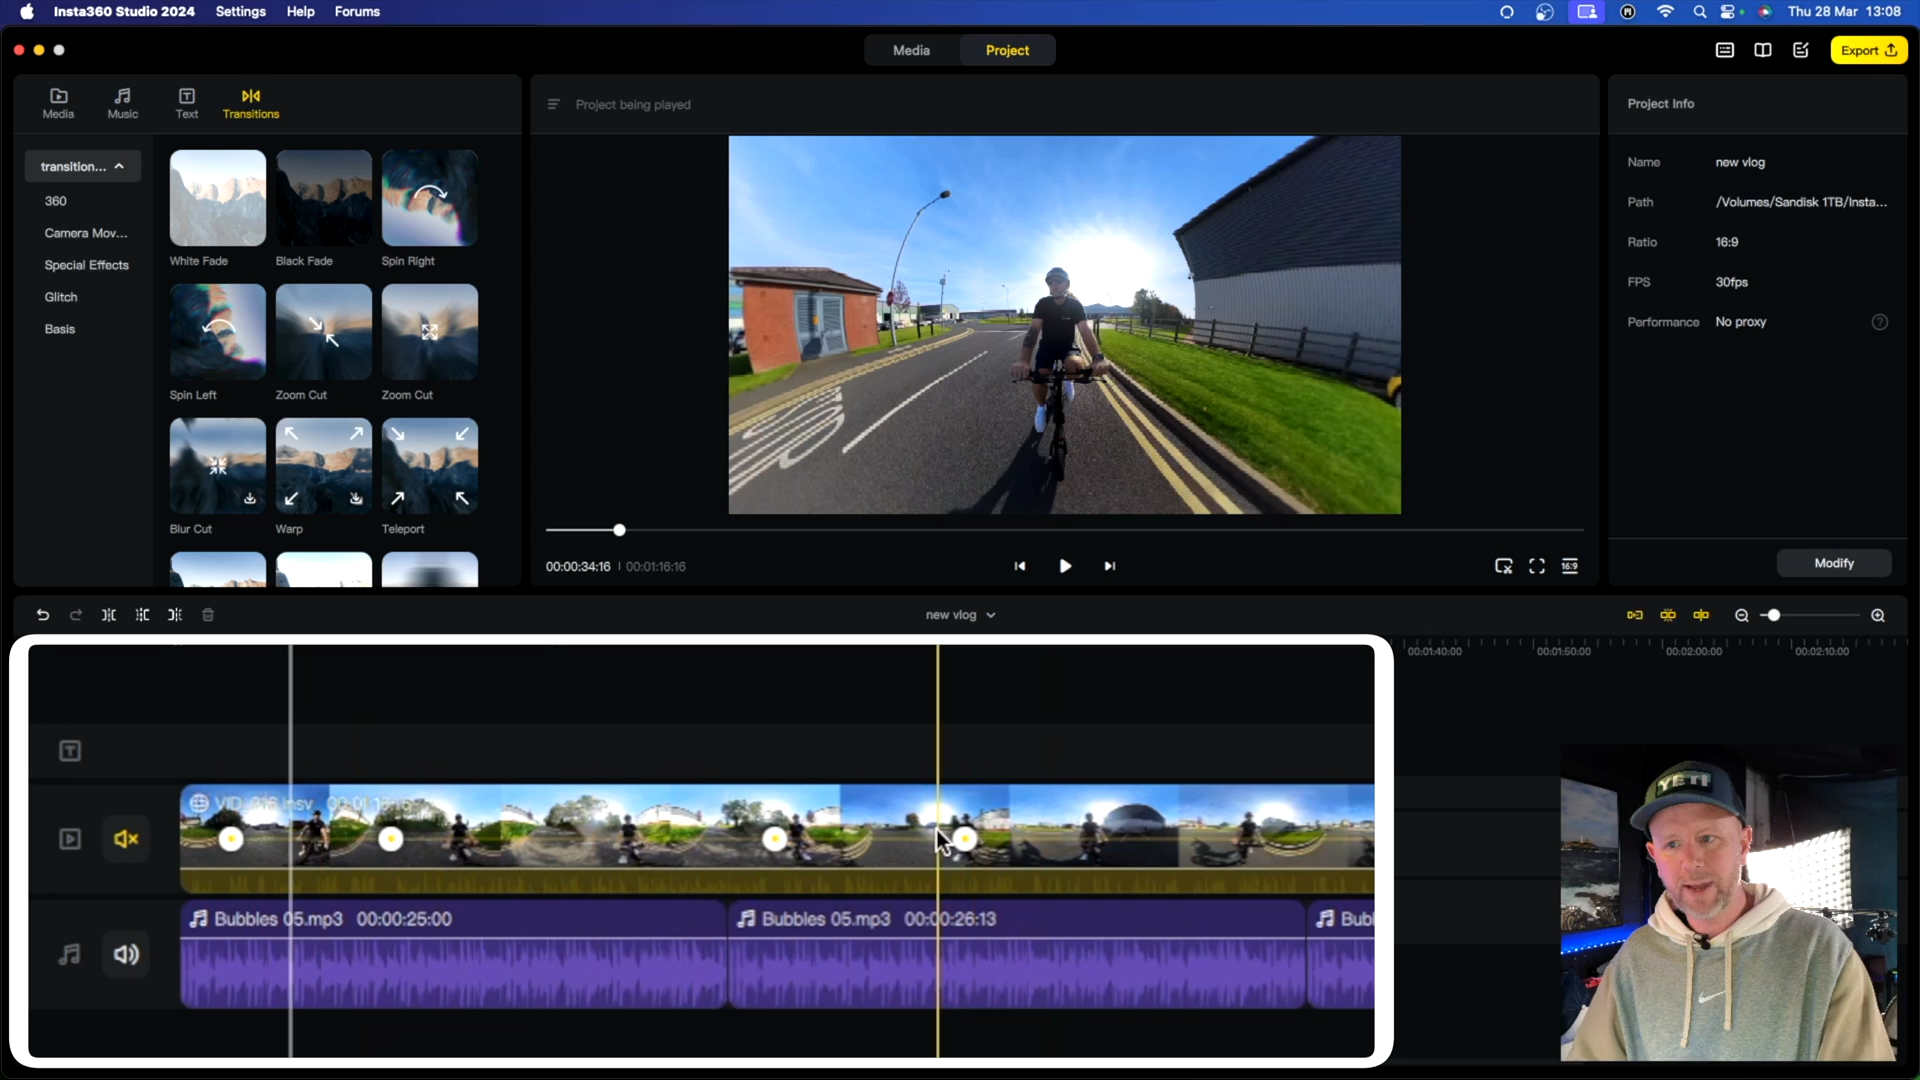 Insta360 Studio 2024 Settings Help Forums
Thu 28 Mar 13:08
Media Project
Export
Media Music Text Transitions
Project being played
Project Info
transition...
360
Camera Mov...
Special Effects
Glitch
Basis
White Fade Black Fade Spin Right
Spin Left Zoom Cut Zoom Cut
Blur Cut Warp Teleport
Name new vlog
Path /Volumes/Sandisk 1TB/Insta...
Ratio 16:9
FPS 30fps
Performance No proxy
Modify
00:00:34:16 | 00:01:16:16
16:9
new vlog
00:01:40:00 00:01:50:00 00:02:00:00 00:02:10:00
Bubbles 05.mp3 00:00:25:00
Bubbles 05.mp3 00:00:26:13
Bubl
YETI